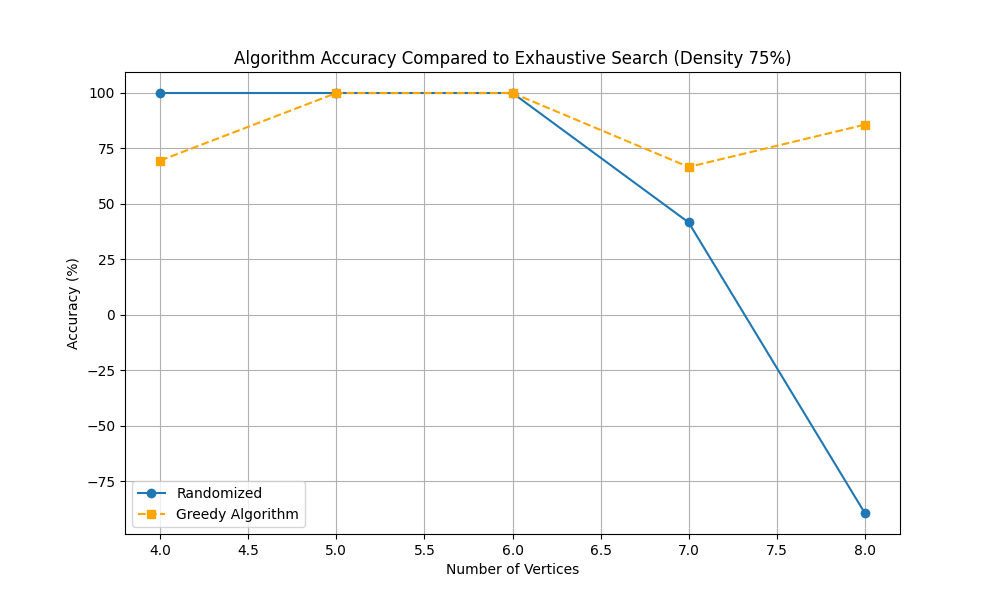 Algorithm Accuracy Compared to Exhaustive Search (Density 75%)
Accuracy (%)
100
75
50
25
0
−25
−50
−75
Randomized
Greedy Algorithm
4.0 4.5 5.0 5.5 6.0 6.5 7.0 7.5 8.0
Number of Vertices